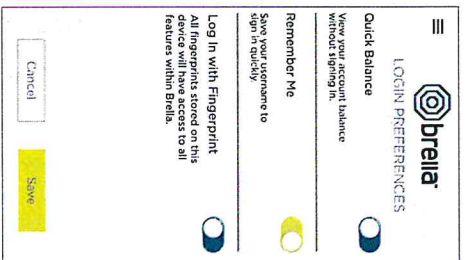 brella
LOGIN PREFERENCES
Quick Balance
View your account balance
without signing in.
Remember Me
Save your username to
sign in quickly.
Log In with Fingerprint
All fingerprints stored on this
device will have access to all
features within Brella.
Cancel
Save